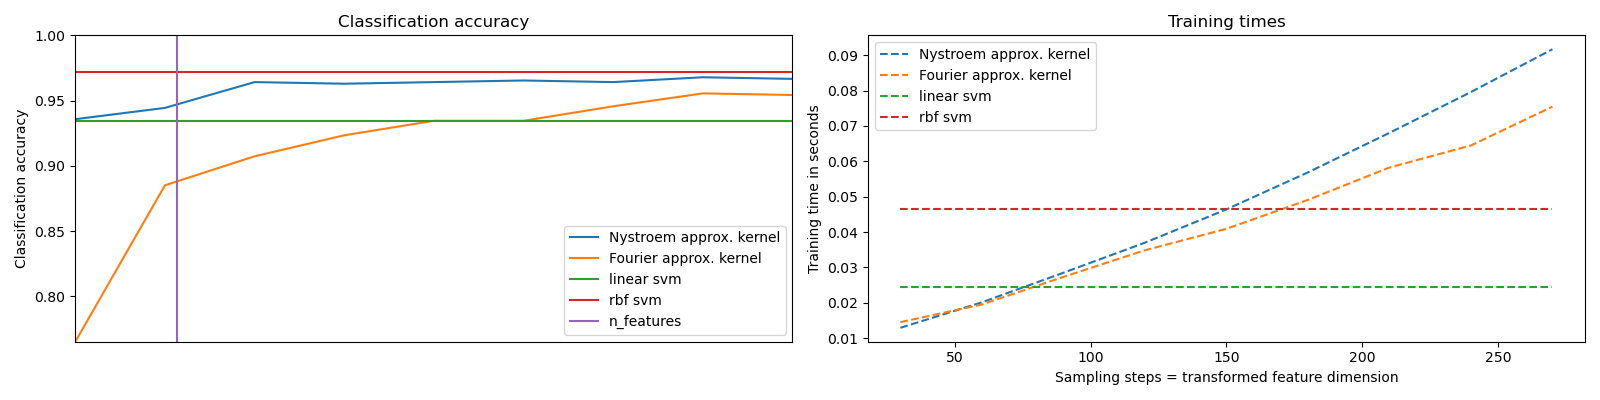 Classification accuracy
Classification accuracy
1.00
0.95
0.90
0.85
0.80
Nystroem approx. kernel
Fourier approx. kernel
linear svm
rbf svm
n_features
Training times
Training time in seconds
0.09
0.08
0.07
0.06
0.05
0.04
0.03
0.02
0.01
Nystroem approx. kernel
Fourier approx. kernel
linear svm
rbf svm
50 100 150 200 250
Sampling steps = transformed feature dimension